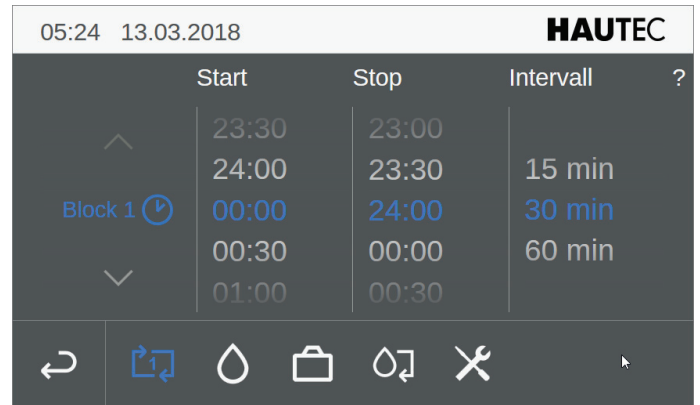 05:24 13.03.2018 HAUTEC
Start Stop Intervall ?
23:30 23:00
24:00 23:30 15 min
Block 1 00:00 24:00 30 min
00:30 00:00 60 min
01:00 00:30
1